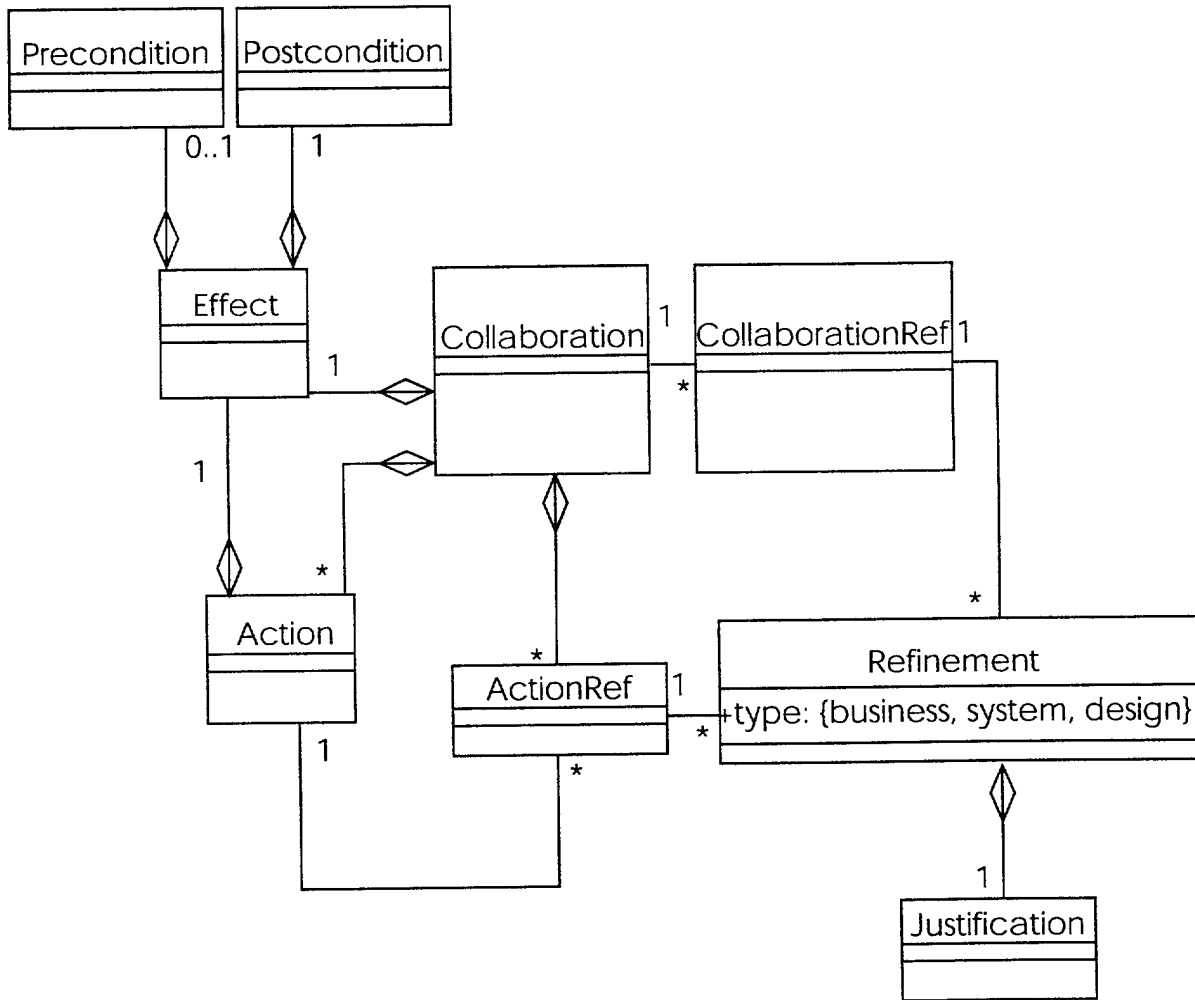 Precondition
Postcondition
0..1
1
Effect
Collaboration
1
CollaborationRef
1
1
*
1
*
*
Action
*
ActionRef
1
Refinement
+type: {business, system, design}
*
1
*
1
Justification